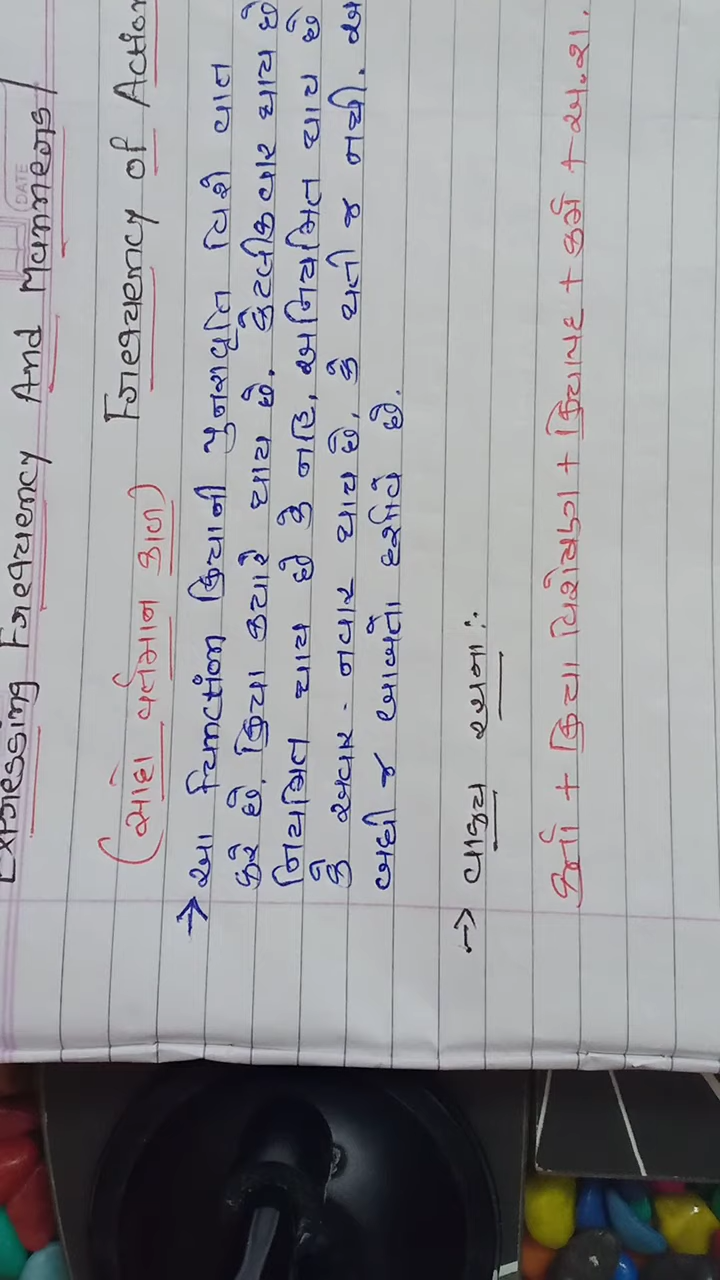 Expressing Frequency And Manners
DATE
Frequency of Action
(સાદો વર્તમાન કાળ)
→ આ Function ક્રિયાની પુનરાવૃતિ વિશે વાત
કરે છે. ક્રિયા ક્યારે થાય છે. કેટલીકવાર થાય છે
નિયમિત થાય છે કે નહિ, અનિયમિત થાય છે
કે અવાર-નવાર થાય છે, કે થતી જ નથી. આ
બધી જ બાબતો દર્શાવે છે.
→ વાક્ય રચના :-
કર્તા + ક્રિયા વિશેષણ + ક્રિયાપદ + કર્મ + અ.શ.